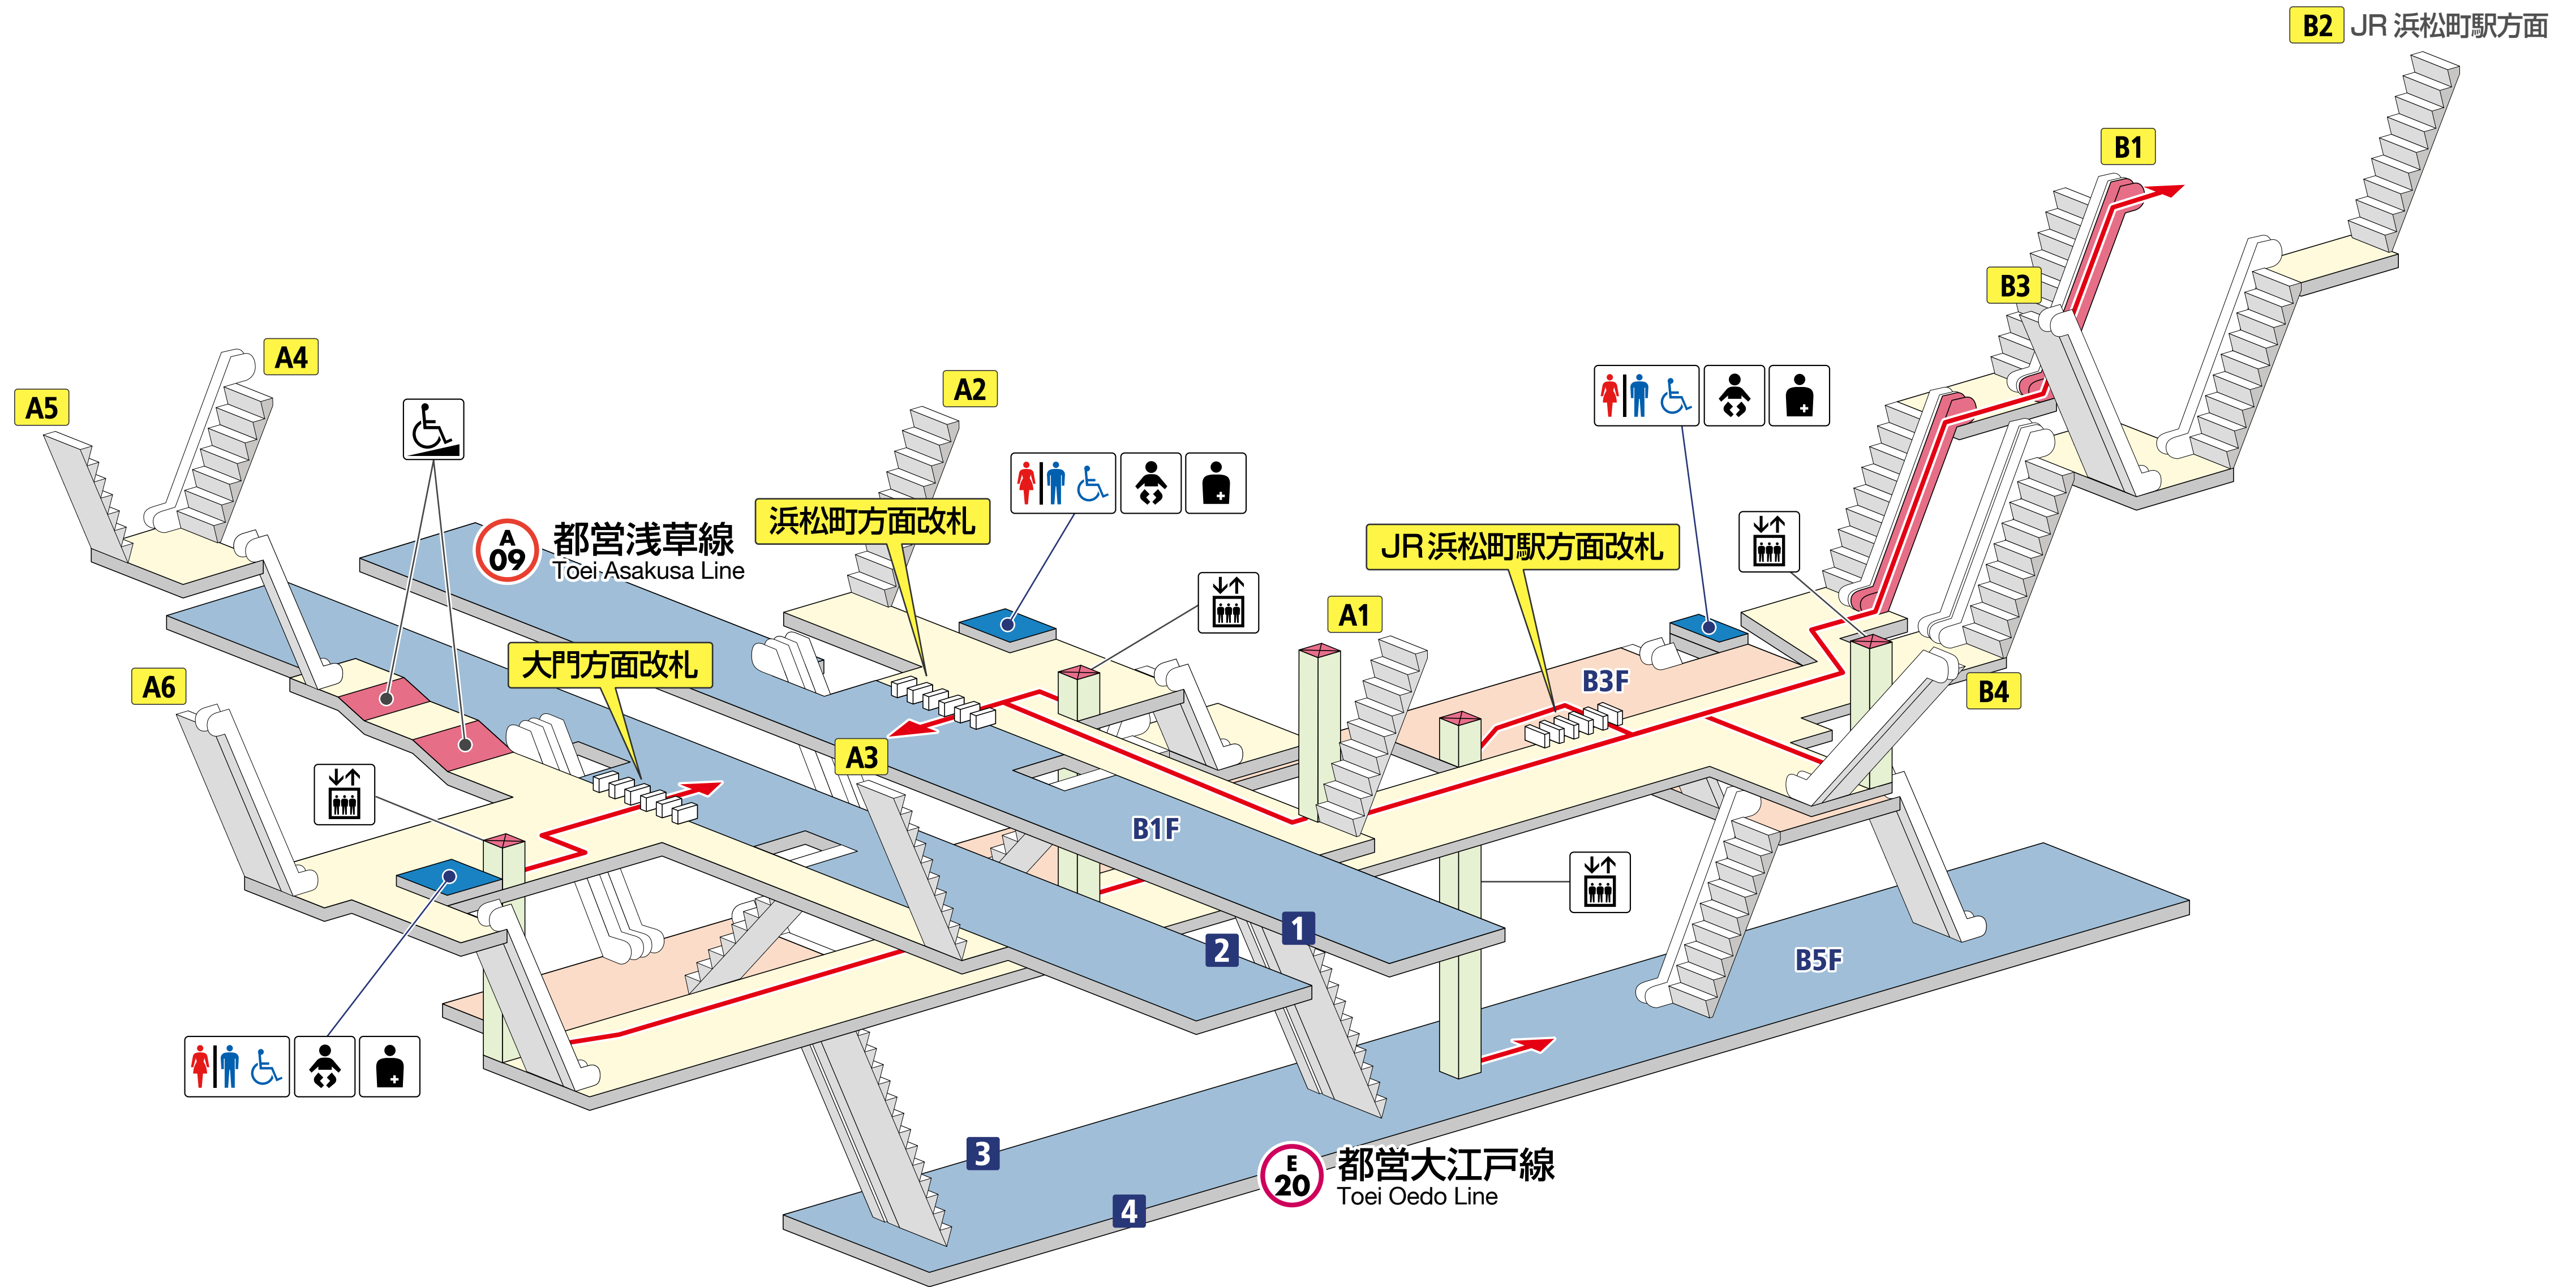 B2 JR 浜松町駅方面
B1
B3
A4
A2
A5
浜松町方面改札
A
09
都営浅草線
Toei Asakusa Line
JR 浜松町駅方面改札
A1
大門方面改札
A6
B3F
B4
A3
B1F
1
2
B5F
3
E
20
都営大江戸線
Toei Oedo Line
4